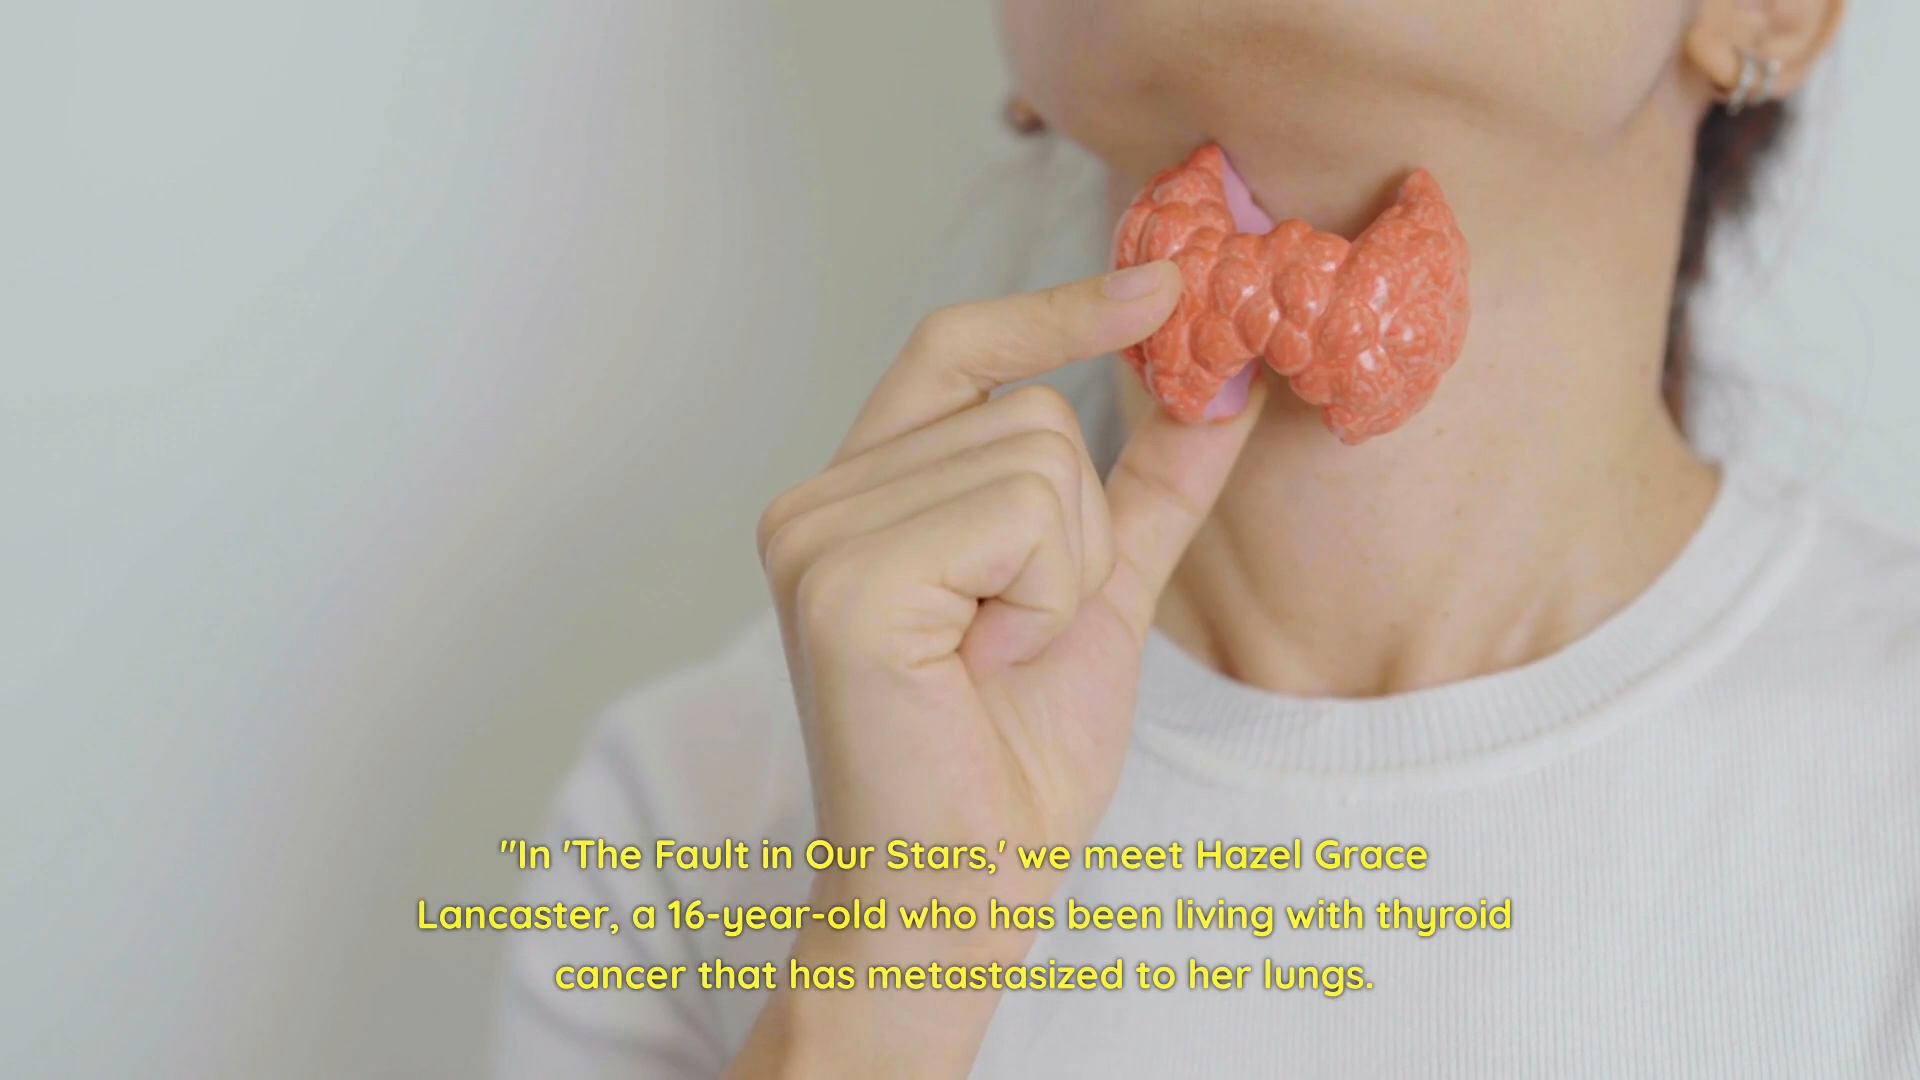 "In 'The Fault in Our Stars,' we meet Hazel Grace
Lancaster, a 16-year-old who has been living with thyroid
cancer that has metastasized to her lungs.